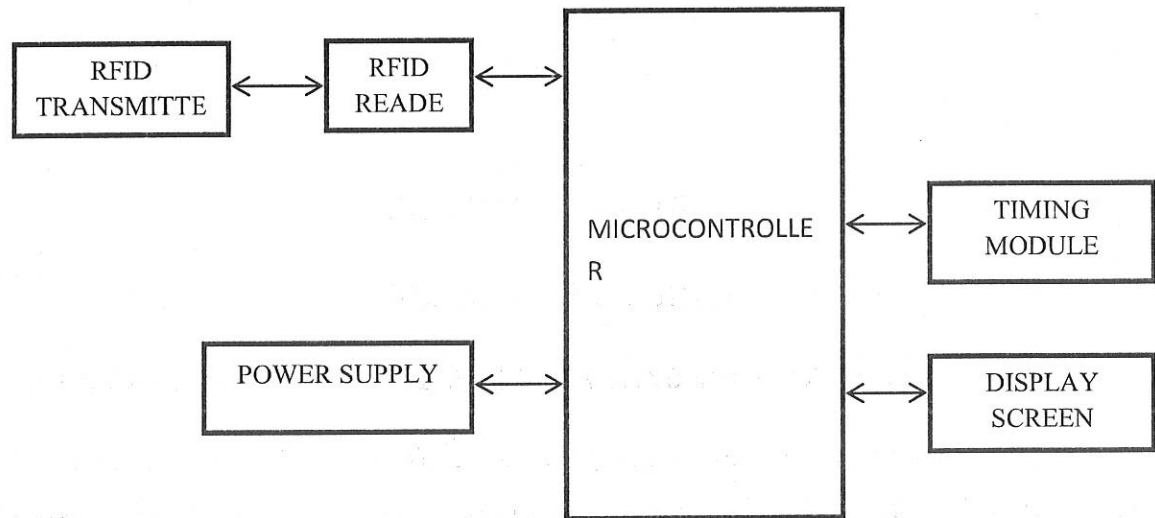 RFID
TRANSMITTE
RFID
READE
MICROCONTROLLE
R
TIMING
MODULE
POWER SUPPLY
DISPLAY
SCREEN